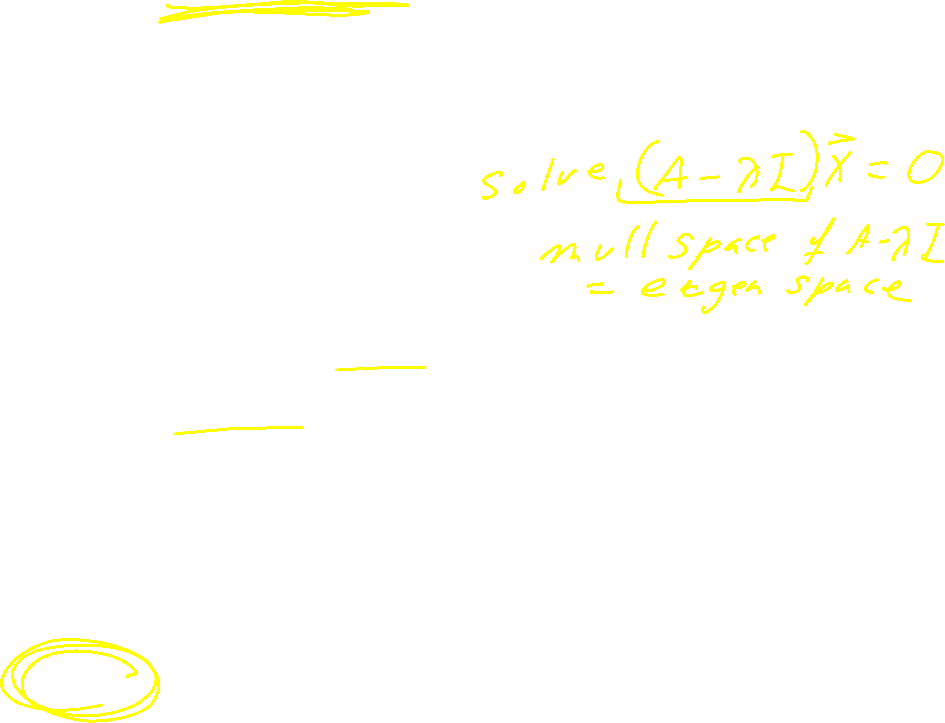 solve (A - λI)x⃗ = 0
null space of A-λI
= eigen space